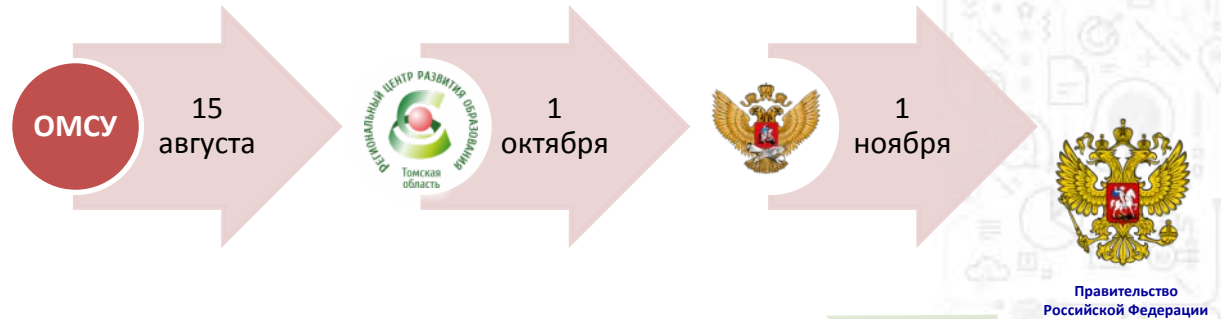 ОМСУ
15
августа
РЕГИОНАЛЬНЫЙ ЦЕНТР РАЗВИТИЯ ОБРАЗОВАНИЯ
Томская
область
1
октября
1
ноября
Правительство
Российской Федерации